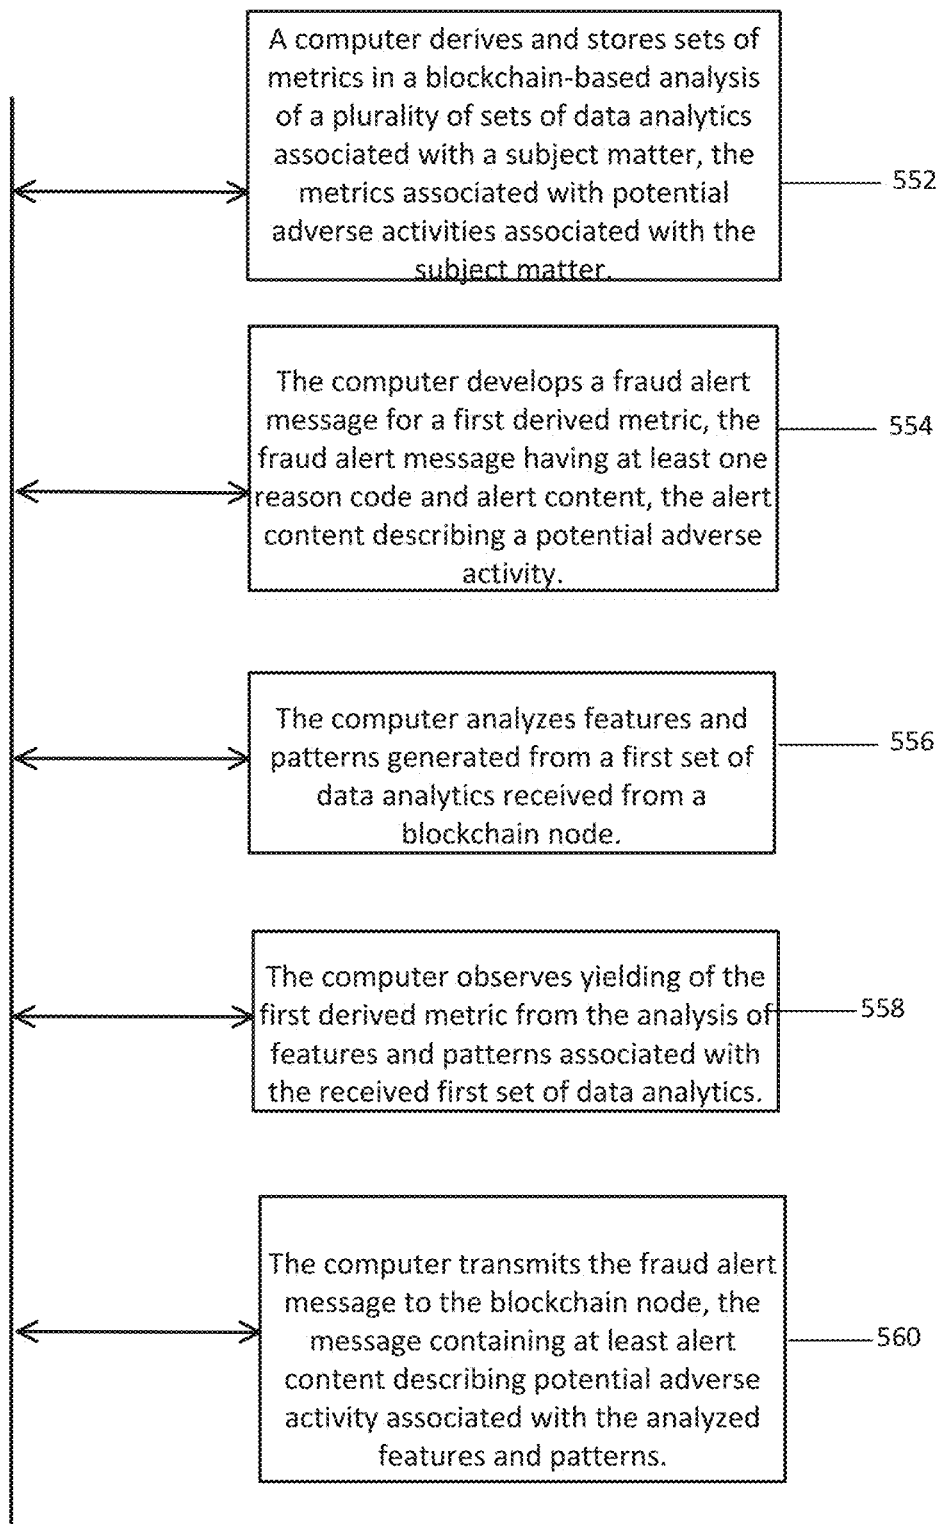 A computer derives and stores sets of
metrics in a blockchain-based analysis
of a plurality of sets of data analytics
associated with a subject matter, the
metrics associated with potential
adverse activities associated with the
subject matter.
552
The computer develops a fraud alert
message for a first derived metric, the
fraud alert message having at least one
reason code and alert content, the alert
content describing a potential adverse
activity.
554
The computer analyzes features and
patterns generated from a first set of
data analytics received from a
blockchain node.
556
The computer observes yielding of the
first derived metric from the analysis of
features and patterns associated with
the received first set of data analytics.
558
The computer transmits the fraud alert
message to the blockchain node, the
message containing at least alert
content describing potential adverse
activity associated with the analyzed
features and patterns.
560